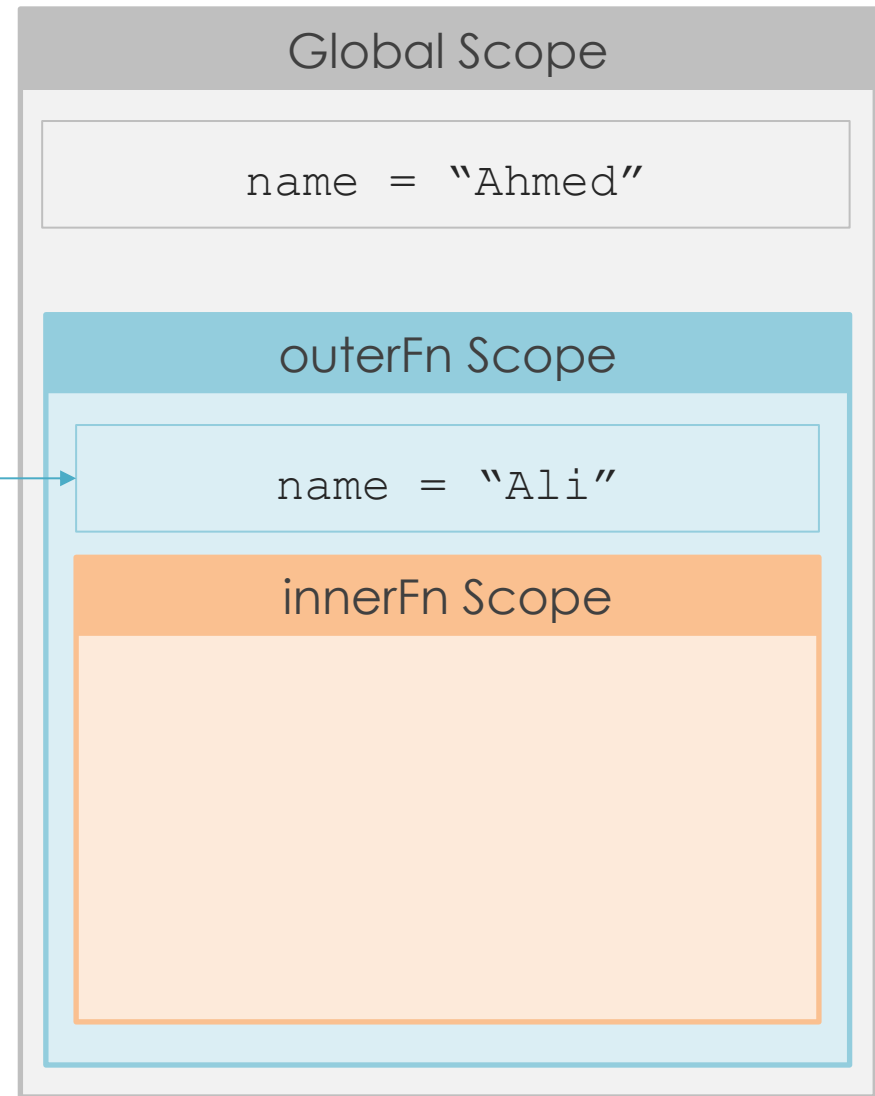 Global Scope
name = “Ahmed”
outerFn Scope
name = “Ali”
innerFn Scope